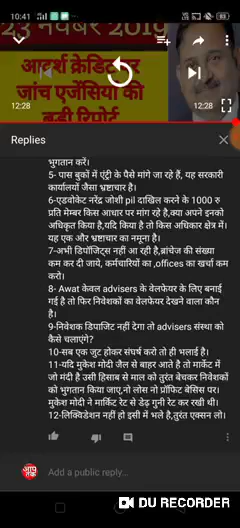 10:41
23 नवंबर 2019
आदर्श क्रेडिट पर
जांच एजेंसियों की
बड़ी रिपोर्ट
12:28
12:28
Replies
भुगतान करें।
5- पास बुकों में एंट्री के पैसे मांगे जा रहे हैं, यह सरकारी
कार्यालयों जैसा भ्रष्टाचार है।
6-एडवोकेट नरेंद्र जोशी pil दाखिल करने के 1000 रु
प्रति मेम्बर किस आधार पर मांग रहे है,क्या अपने इनको
अधिकृत किया है,यदि किया है तो किस अधिकार क्षेत्र में।
यह एक और भ्रष्टाचार का नमूना है।
7-अभी डिपॉजिट्स नहीं आ रही है,ब्रांचेज की संख्या
कम कर दी जाये, कर्मचारियों का ,offices का खर्चा कम
करो।
8- Awat केवल advisers के वेलफेयर के लिए बनाई
गई है तो फिर निवेशकों का वेलफेयर देखने वाला कौन
है।
9-निवेशक डिपाजिट नहीं देगा तो advisers संस्था को
कैसे चलाएंगे?
10-सब एक जुट होकर संघर्ष करो तो ही भलाई है।
11-यदि मुकेश मोदी जैल से बाहर आते है तो मार्केट में
जो मंदी है उसी हिसाब से माल को तुरंत बेचकर निवेशकों
को भुगतान किया जाए,नो लोस नो प्रॉफिट बेसिस पर।
मुकेश मोदी ने मार्किट रेट से डेढ़ गुनी रेट कर रखी थी।
12-लिक्विडेशन नहीं हो इसी में भले है,तुरंत एक्सन लो।
आप
तक
Add a public reply...
DU RECORDER